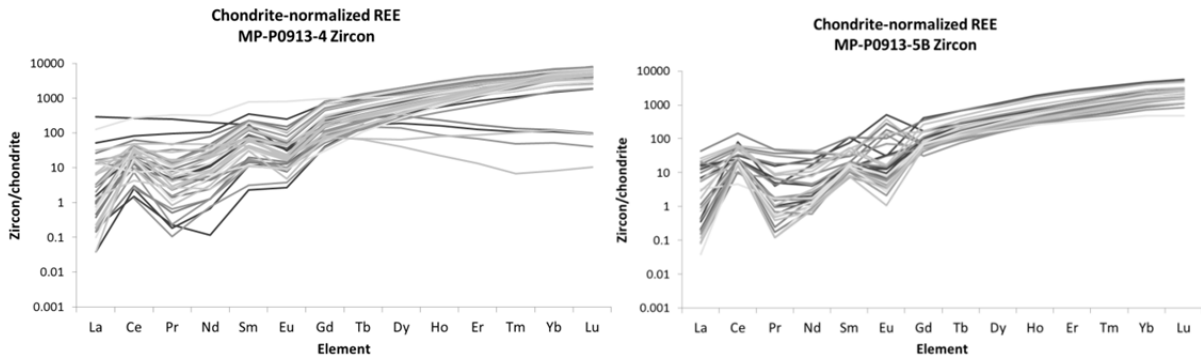 Chondrite-normalized REE
MP-P0913-4 Zircon
Zircon/chondrite
10000
1000
100
10
1
0.1
0.01
0.001
La Ce Pr Nd Sm Eu Gd Tb Dy Ho Er Tm Yb Lu
Element
Chondrite-normalized REE
MP-P0913-5B Zircon
Zircon/chondrite
10000
1000
100
10
1
0.1
0.01
0.001
La Ce Pr Nd Sm Eu Gd Tb Dy Ho Er Tm Yb Lu
Element